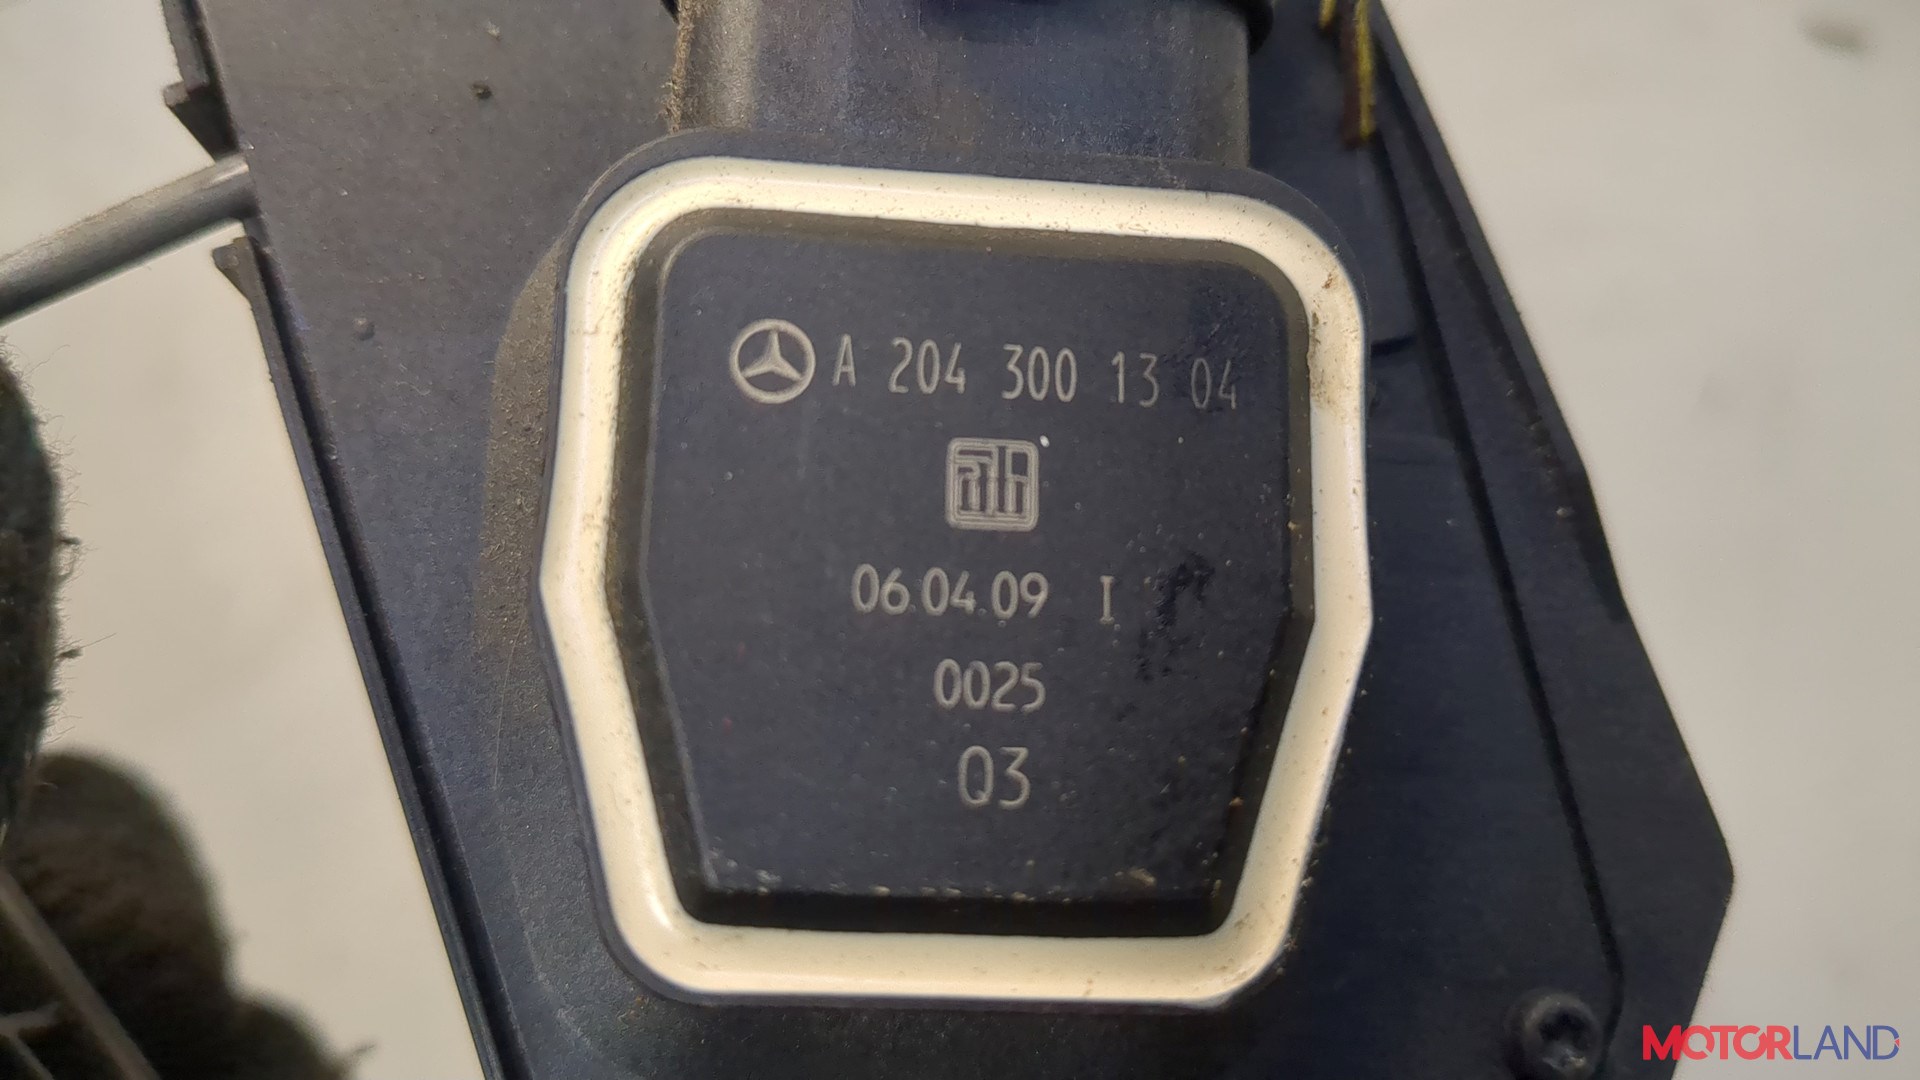 A 204 300 13 04
06.04.09 I
0025
Q3
MOTORLAND